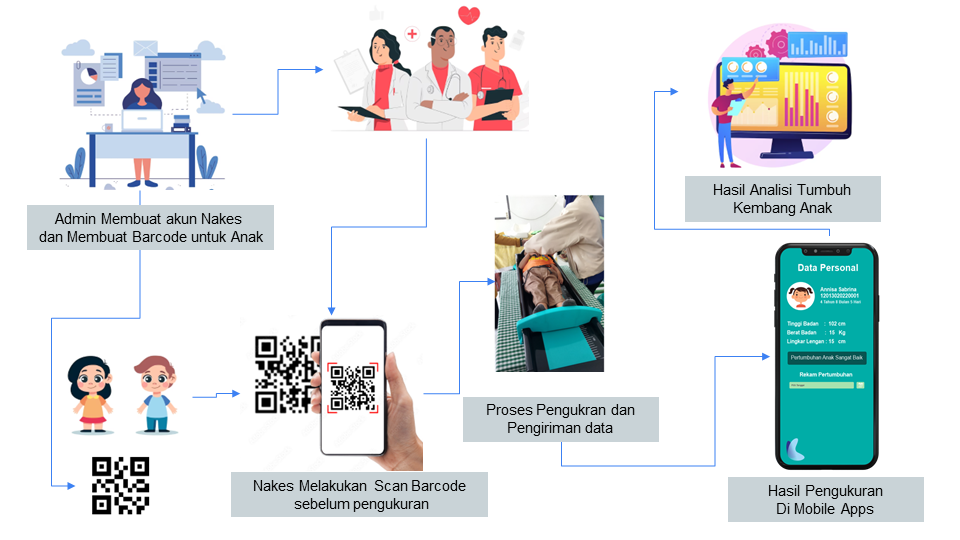 Admin Membuat akun Nakes
dan Membuat Barcode untuk Anak
Nakes Melakukan Scan Barcode
sebelum pengukuran
Proses Pengukran dan
Pengiriman data
Hasil Analisi Tumbuh
Kembang Anak
Data Personal
Annisa Sabrina
12013020220001
4 Tahun 8 Bulan 5 Hari
Tinggi Badan : 102 cm
Berat Badan : 15 Kg
Lingkar Lengan : 15 cm
Pertumbuhan Anak Sangat Baik
Rekam Pertumbuhan
Hasil Pengukuran
Di Mobile Apps